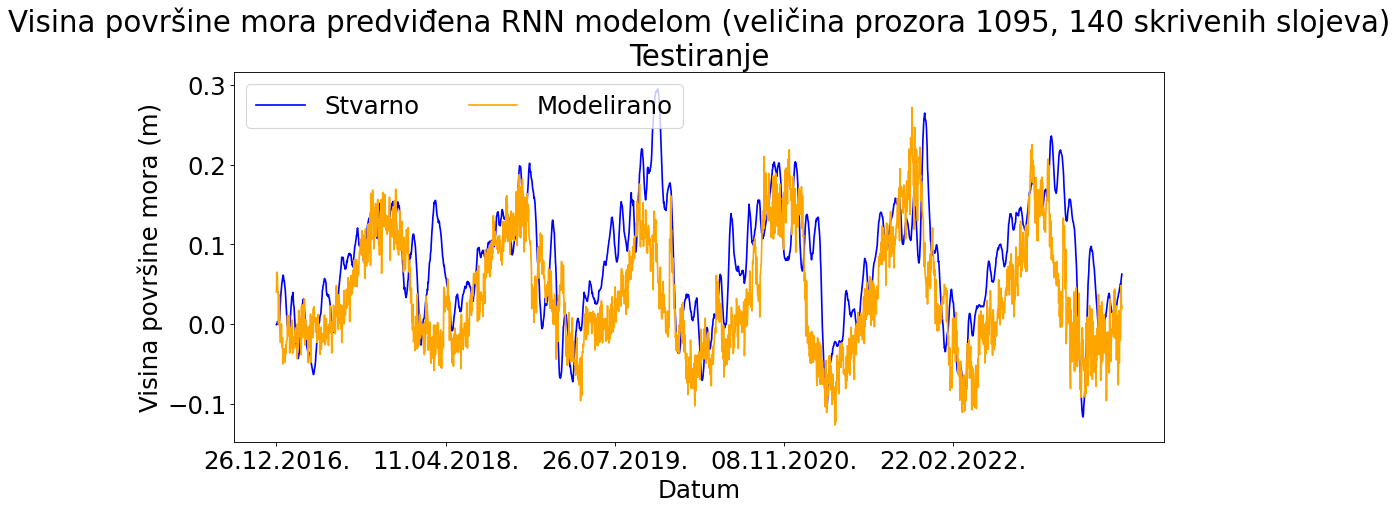 Visina površine mora predviđena RNN modelom (veličina prozora 1095, 140 skrivenih slojeva)
Testiranje
Stvarno Modelirano
Visina površine mora (m)
0.3
0.2
0.1
0.0
−0.1
26.12.2016. 11.04.2018. 26.07.2019. 08.11.2020. 22.02.2022.
Datum